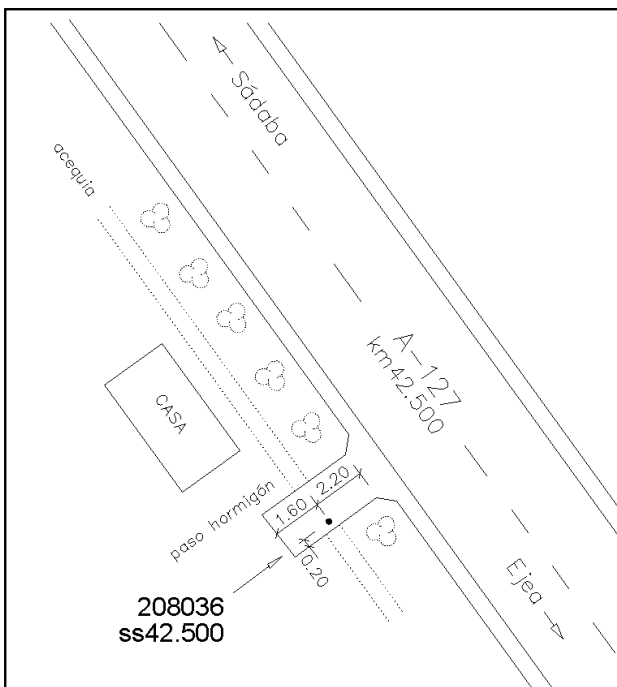 Sádaba
acequia
A-127
km42.500
CASA
2.20
1.60
paso hormigón
0.20
Ejea
208036
ss42.500